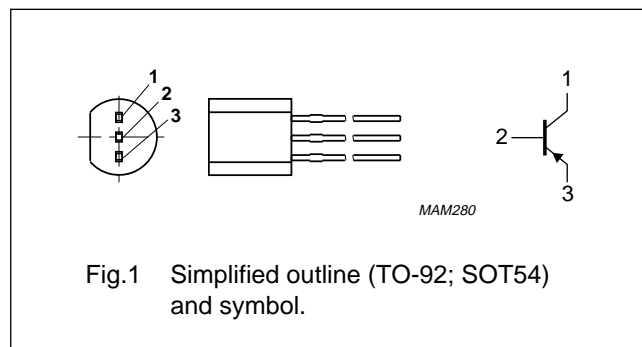 1
2
3
1
2
3
MAM280
Fig.1 Simplified outline (TO-92; SOT54)
and symbol.